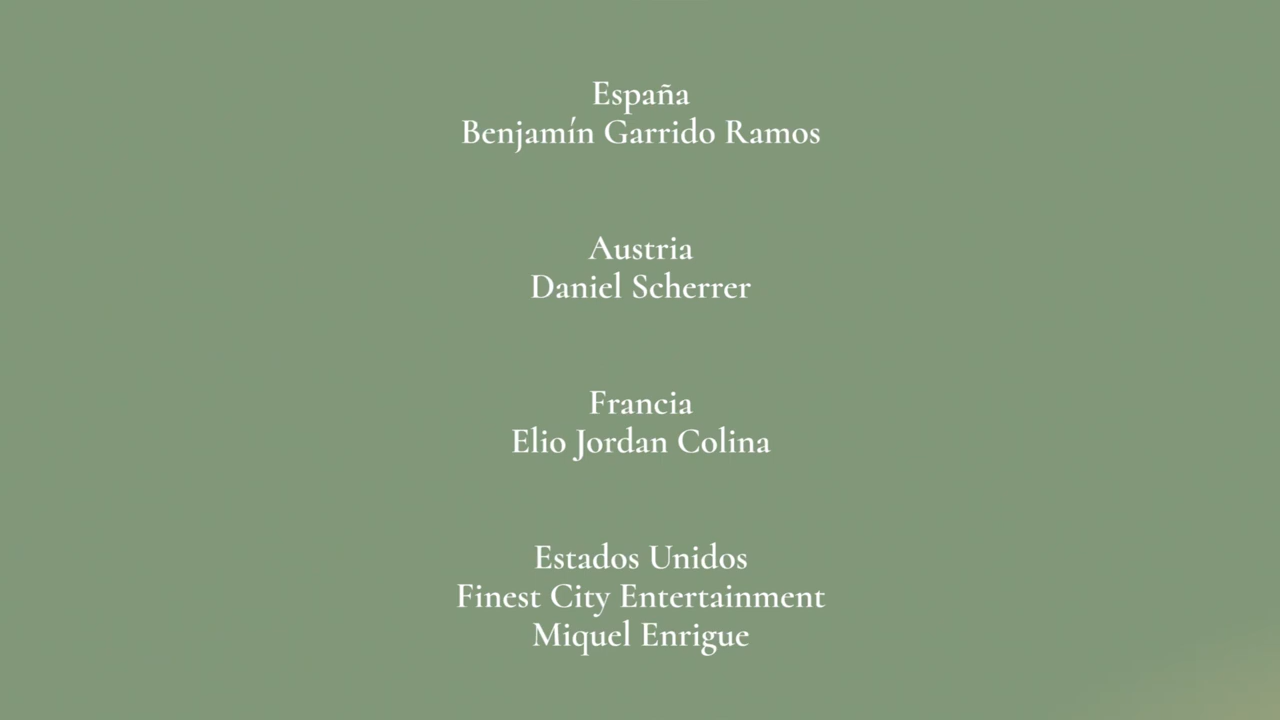 España
Benjamín Garrido Ramos
Austria
Daniel Scherrer
Francia
Elio Jordan Colina
Estados Unidos
Finest City Entertainment
Miquel Enrigue